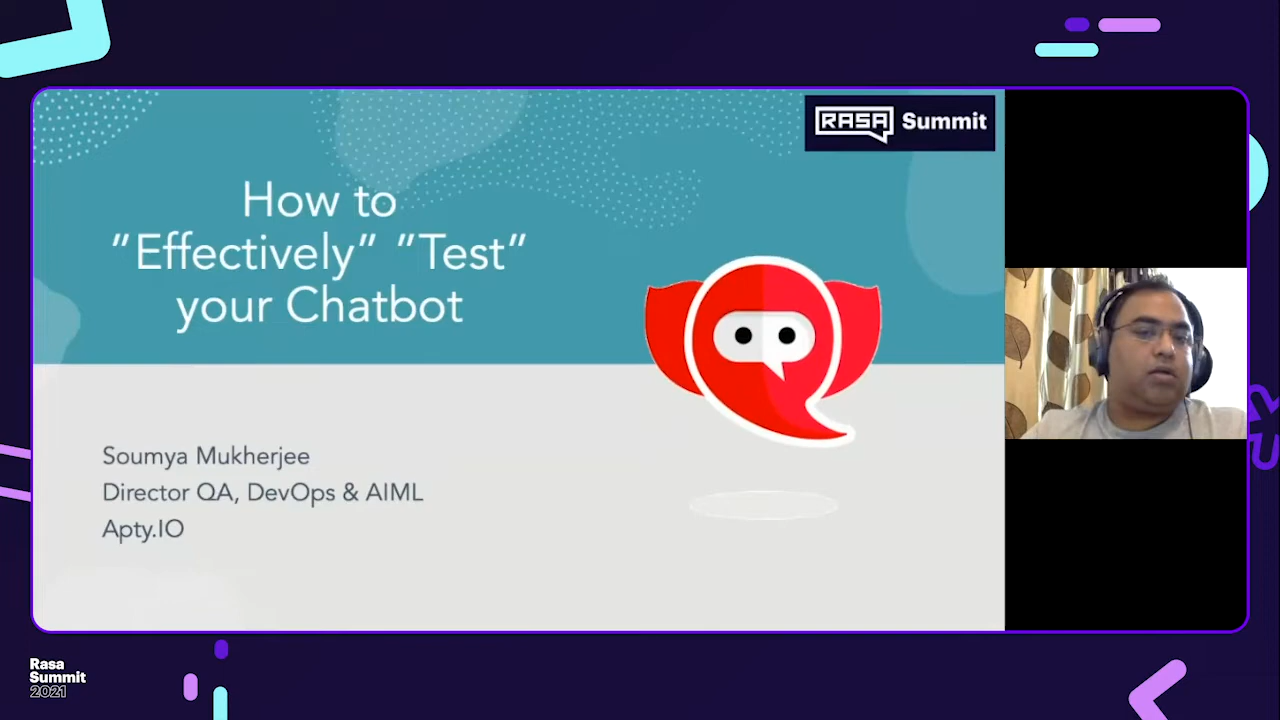 RASA Summit
How to
”Effectively” ”Test”
your Chatbot
Soumya Mukherjee
Director QA, DevOps & AIML
Apty.IO
Rasa
Summit
2021